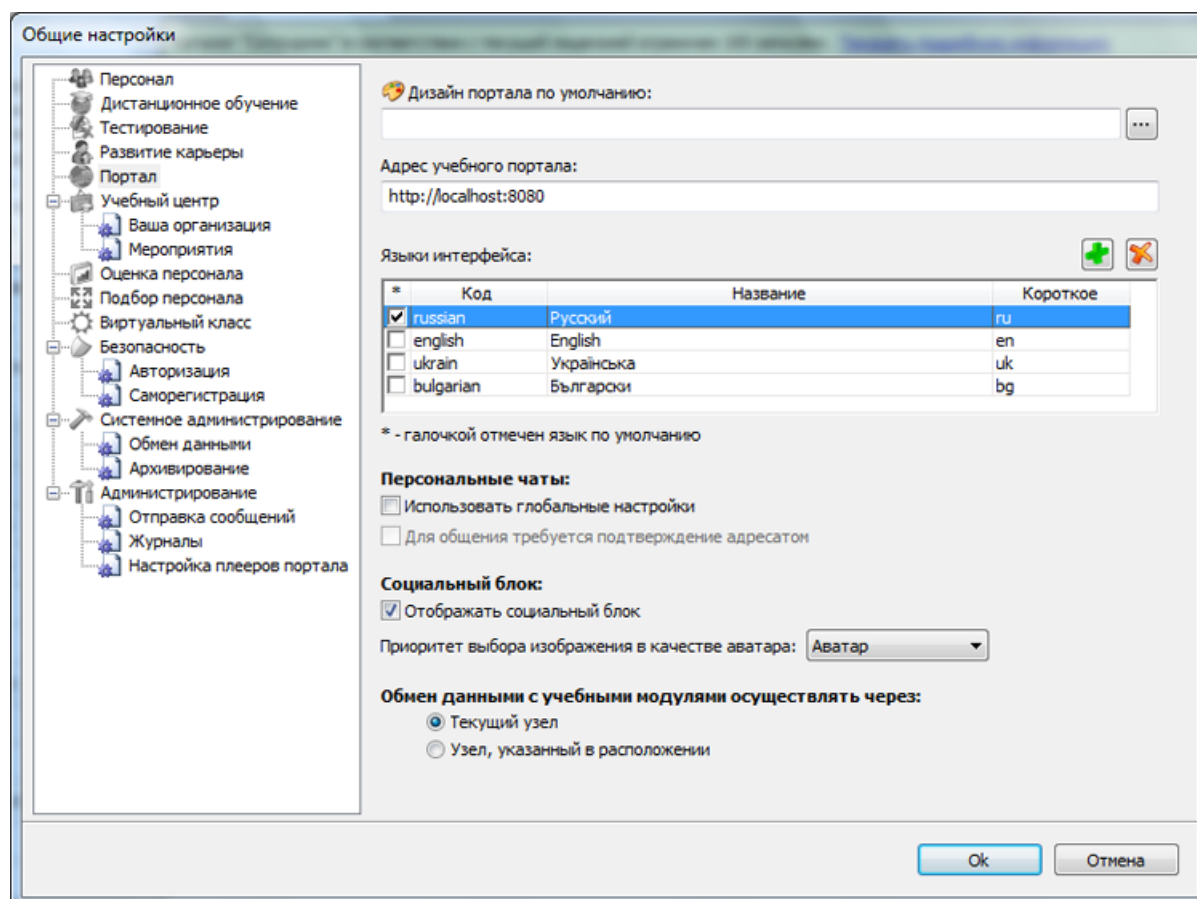 Общие настройки
Персонал
Дистанционное обучение
Тестирование
Развитие карьеры
Портал
Учебный центр
Ваша организация
Мероприятия
Оценка персонала
Подбор персонала
Виртуальный класс
Безопасность
Авторизация
Саморегистрация
Системное администрирование
Обмен данными
Архивирование
Администрирование
Отправка сообщений
Журналы
Настройка плееров портала
Дизайн портала по умолчанию:
...
Адрес учебного портала:
http://localhost:8080
Языки интерфейса:
* Код Название Короткое
russian Русский ru
english English en
ukrain Українська uk
bulgarian Български bg
* - галочкой отмечен язык по умолчанию
Персональные чаты:
Использовать глобальные настройки
Для общения требуется подтверждение адресатом
Социальный блок:
Отображать социальный блок
Приоритет выбора изображения в качестве аватара: Аватар
Обмен данными с учебными модулями осуществлять через:
Текущий узел
Узел, указанный в расположении
Ok Отмена